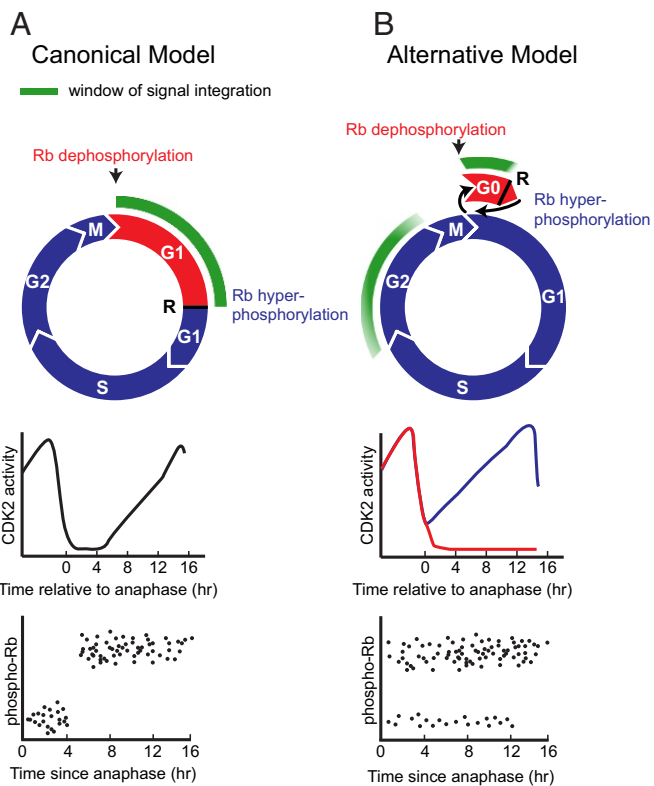 A
Canonical Model
window of signal integration
Rb dephosphorylation
M
G1
G2
R
Rb hyper-
phosphorylation
G1
S
CDK2 activity
0 4 8 12 16
Time relative to anaphase (hr)
phospho-Rb
0 4 8 12 16
Time since anaphase (hr)
B
Alternative Model
Rb dephosphorylation
G0
R
Rb hyper-
phosphorylation
M
G2
G1
S
CDK2 activity
0 4 8 12 16
Time relative to anaphase (hr)
phospho-Rb
0 4 8 12 16
Time since anaphase (hr)